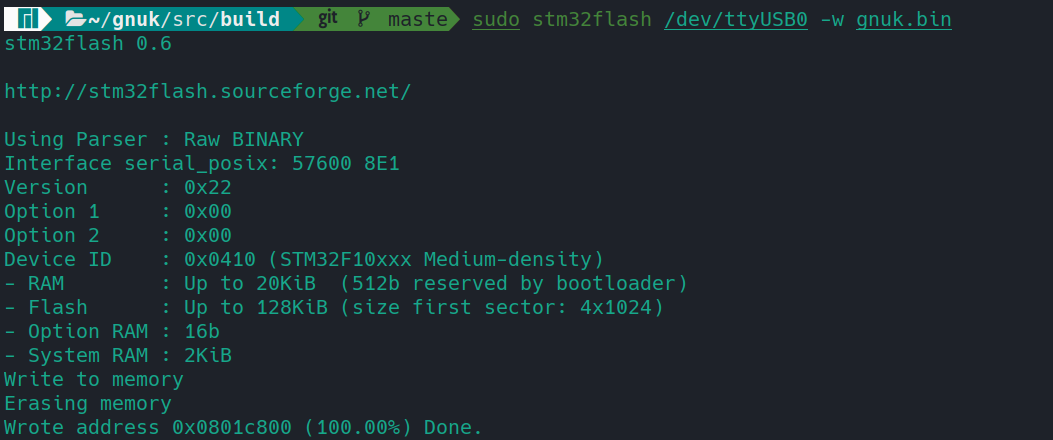 ~/gnuk/src/build git maste sudo stm32flash /dev/ttyUSB0 -w gnuk.bin
stm32flash 0.6
http://stm32flash.sourceforge.net/
Using Parser : Raw BINARY
Interface serial_posix: 57600 8E1
Version      : 0x22
Option 1     : 0x00
Option 2     : 0x00
Device ID    : 0x0410 (STM32F10xxx Medium-density)
- RAM        : Up to 20KiB  (512b reserved by bootloader)
- Flash      : Up to 128KiB (size first sector: 4x1024)
- Option RAM : 16b
- System RAM : 2KiB
Write to memory
Erasing memory
Wrote address 0x0801c800 (100.00%) Done.